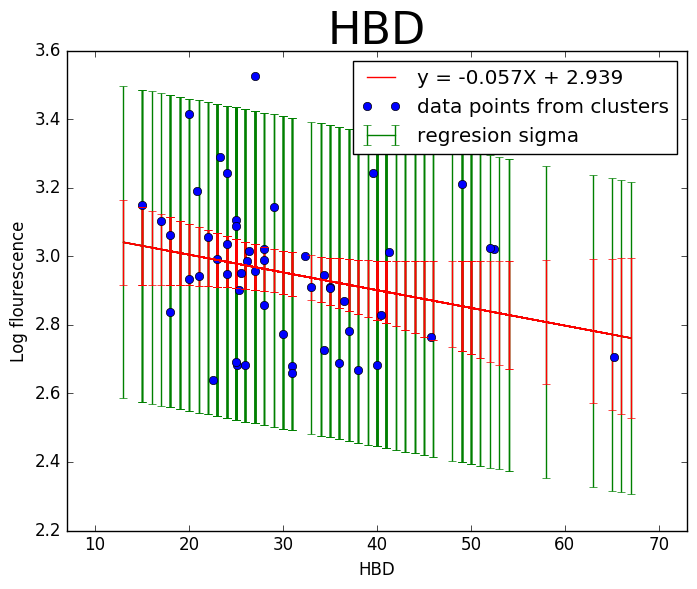 HBD
3.6
3.4
3.2
3.0
2.8
2.6
2.4
2.2
Log flourescence
y = -0.057X + 2.939
data points from clusters
regresion sigma
10 20 30 40 50 60 70
HBD